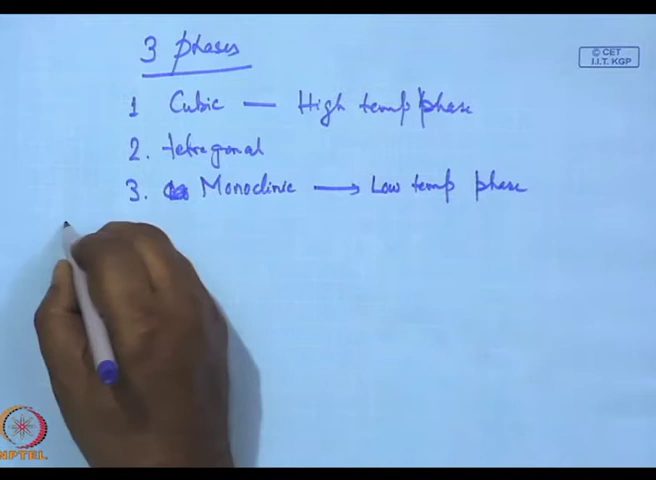 3 phases
© CET
I.I.T. KGP
1 Cubic — High temp phase
2. tetragonal
3. Monoclinic → Low temp phase
NPTEL